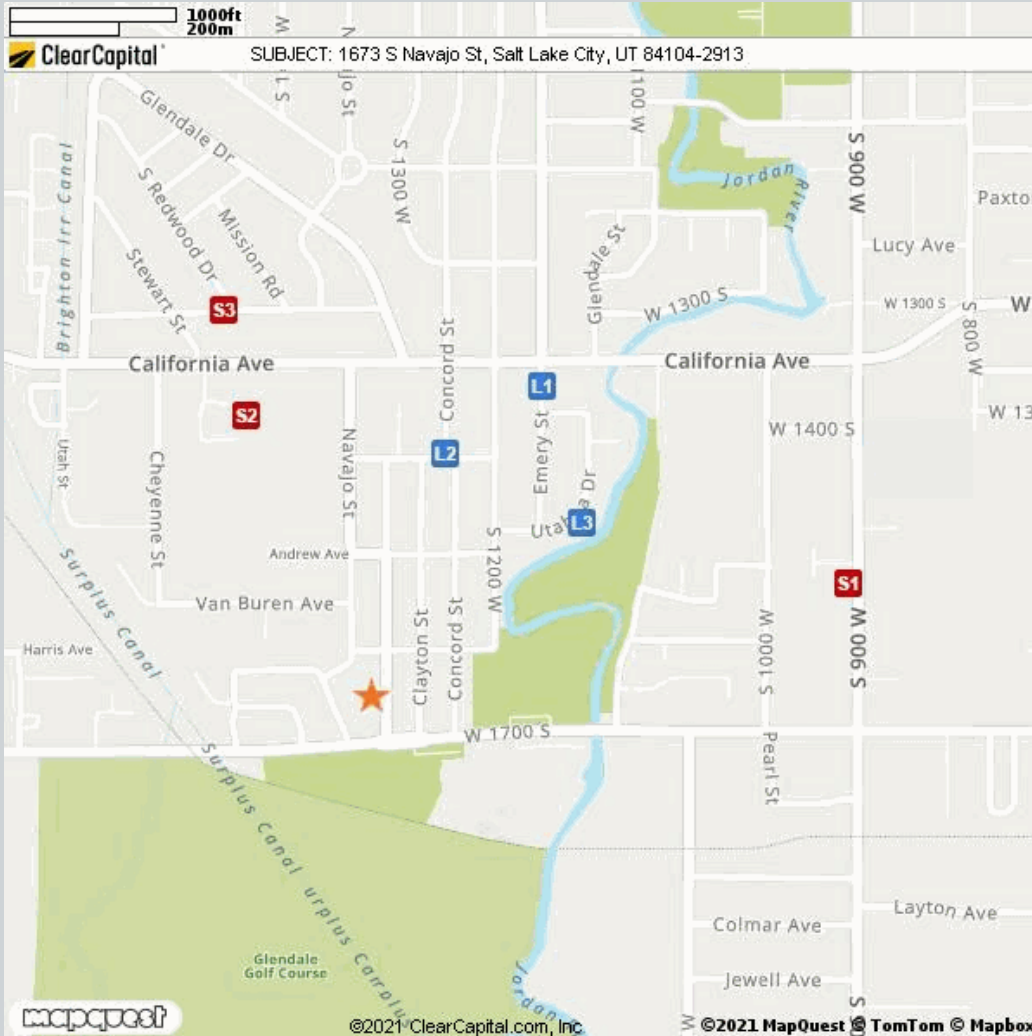 1000ft
200m
ClearCapital
SUBJECT: 1673 S Navajo St, Salt Lake City, UT 84104-2913
Glendale Dr
S 1300 W
1100 W
S 900 W
Jordan River
Paxto
Brighton Irr Canal
S Redwood Dr
Mission Rd
Stewart St
Glendale St
Lucy Ave
S3
W 1300 S
W 1300 S
S 800 W
W
Concord St
California Ave
California Ave
L1
S2
W 13
W 1400 S
Navajo St
L2
Emery St
Utah St
Cheyenne St
L3
S 1200 W
Andrew Ave
Surplus Canal
S1
Van Buren Ave
Clayton St
Concord St
S 1000 W
S 900 W
Harris Ave
W 1700 S
Pearl St
Surplus Canal
Layton Ave
Colmar Ave
Glendale
Golf Course
Jewell Ave
Jordan
mapquest
©2021 ClearCapital.com, Inc
©2021 MapQuest © TomTom © Mapbox